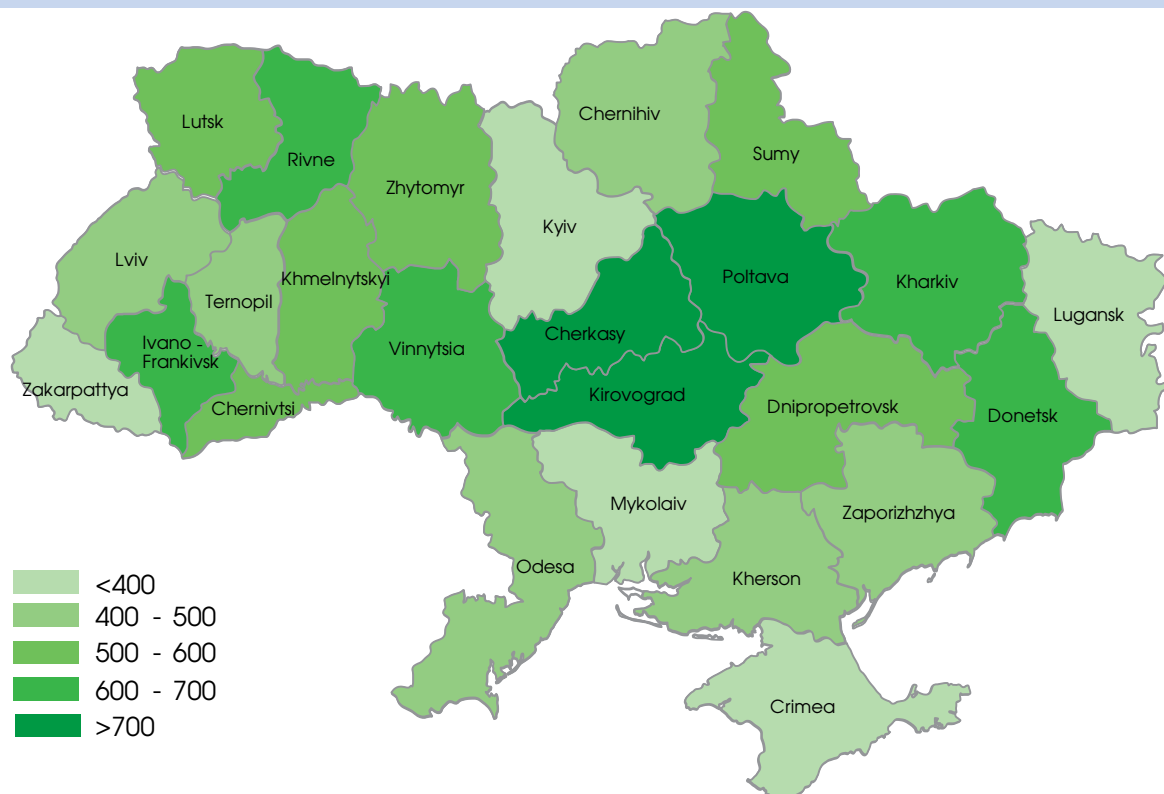 Chernihiv
Lutsk
Sumy
Rivne
Zhytomyr
Kyiv
Lviv
Khmelnytskyi
Poltava
Kharkiv
Ternopil
Lugansk
Cherkasy
Ivano -
Frankivsk
Vinnytsia
Zakarpattya
Kirovograd
Chernivtsi
Dnipropetrovsk
Donetsk
Mykolaiv
Zaporizhzhya
Odesa
Kherson
Crimea
<400
400 - 500
500 - 600
600 - 700
>700